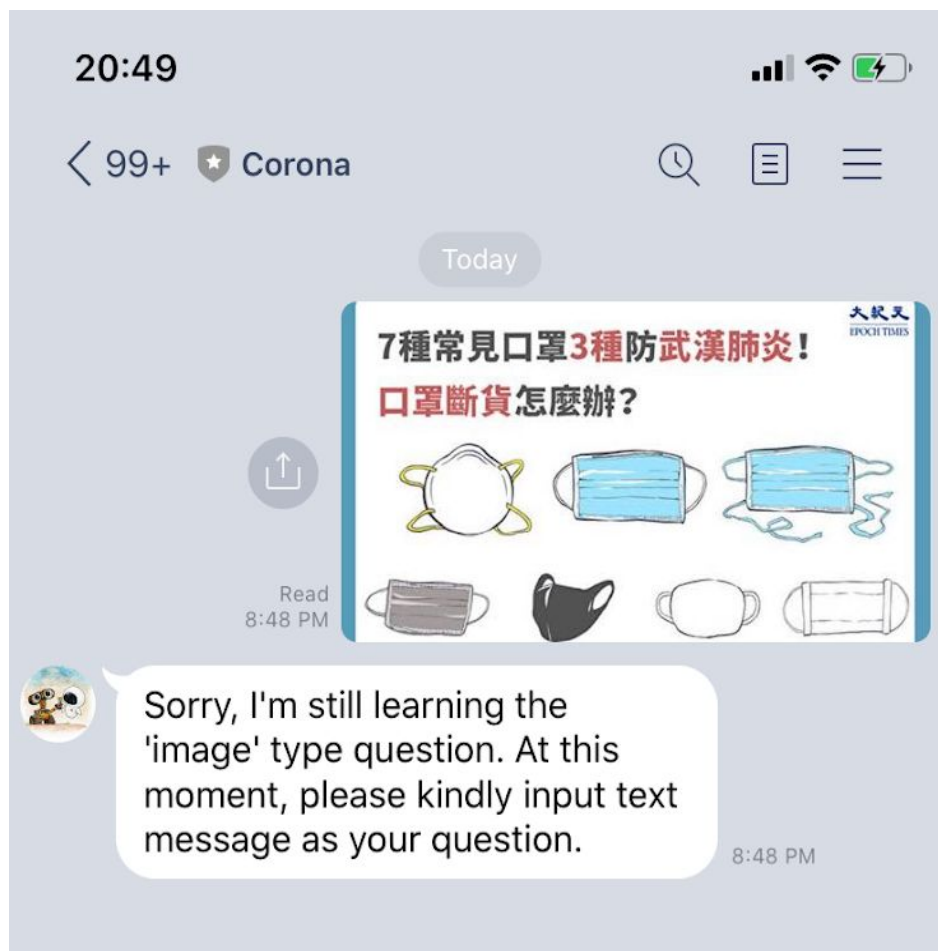 20:49
99+ Corona
Today
大紀元
EPOCH TIMES
7種常見口罩3種防武漢肺炎!
口罩斷貨怎麼辦?
Read
8:48 PM
Sorry, I'm still learning the
'image' type question. At this
moment, please kindly input text
message as your question.
8:48 PM